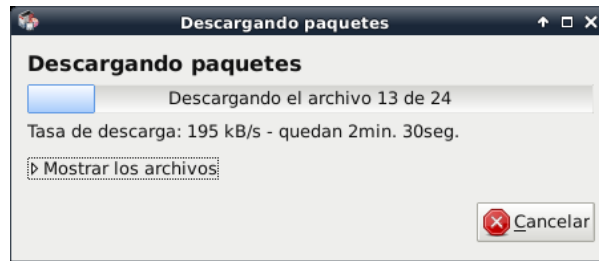 Descargando paquetes
Descargando paquetes
Descargando el archivo 13 de 24
Tasa de descarga: 195 kB/s - quedan 2min. 30seg.
Mostrar los archivos
Cancelar